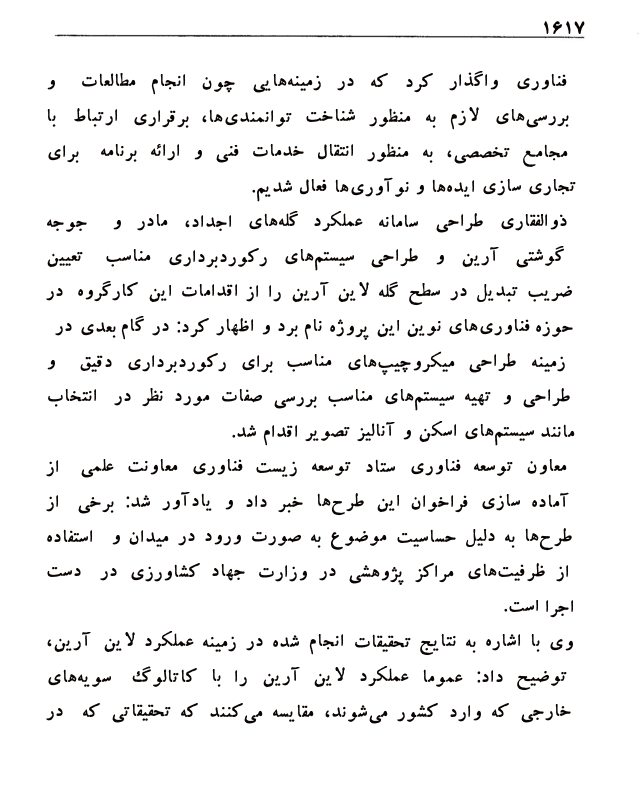 ۱۶۱۷
فناوری واگذار کرد که در زمینه‌هایی چون انجام مطالعات و
بررسی‌های لازم به منظور شناخت توانمندی‌ها، برقراری ارتباط با
مجامع تخصصی، به منظور انتقال خدمات فنی و ارائه برنامه برای
تجاری سازی ایده‌ها و نوآوری‌ها فعال شدیم.
ذوالفقاری طراحی سامانه عملکرد گله‌های اجداد، مادر و جوجه
گوشتی آرین و طراحی سیستم‌های رکوردبرداری مناسب تعیین
ضریب تبدیل در سطح گله لاین آرین را از اقدامات این کارگروه در
حوزه فناوری‌های نوین این پروژه نام برد و اظهار کرد: در گام بعدی در
زمینه طراحی میکروچیپ‌های مناسب برای رکوردبرداری دقیق و
طراحی و تهیه سیستم‌های مناسب بررسی صفات مورد نظر در انتخاب
مانند سیستم‌های اسکن و آنالیز تصویر اقدام شد.
معاون توسعه فناوری ستاد توسعه زیست فناوری معاونت علمی از
آماده سازی فراخوان این طرح‌ها خبر داد و یادآور شد: برخی از
طرح‌ها به دلیل حساسیت موضوع به صورت ورود در میدان و استفاده
از ظرفیت‌های مراکز پژوهشی در وزارت جهاد کشاورزی در دست
اجرا است.
وی با اشاره به نتایج تحقیقات انجام شده در زمینه عملکرد لاین آرین،
توضیح داد: عموما عملکرد لاین آرین را با کاتالوگ سویه‌های
خارجی که وارد کشور می‌شوند، مقایسه می‌کنند که تحقیقاتی که در